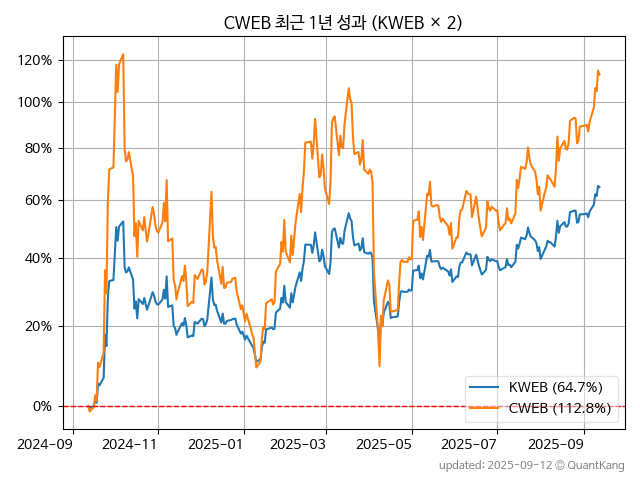 CWEB 최근 1년 성과 (KWEB × 2)
120%
100%
80%
60%
40%
20%
0%
KWEB (64.7%)
CWEB (112.8%)
2024-09 2024-11 2025-01 2025-03 2025-05 2025-07 2025-09
updated: 2025-09-12 © QuantKang